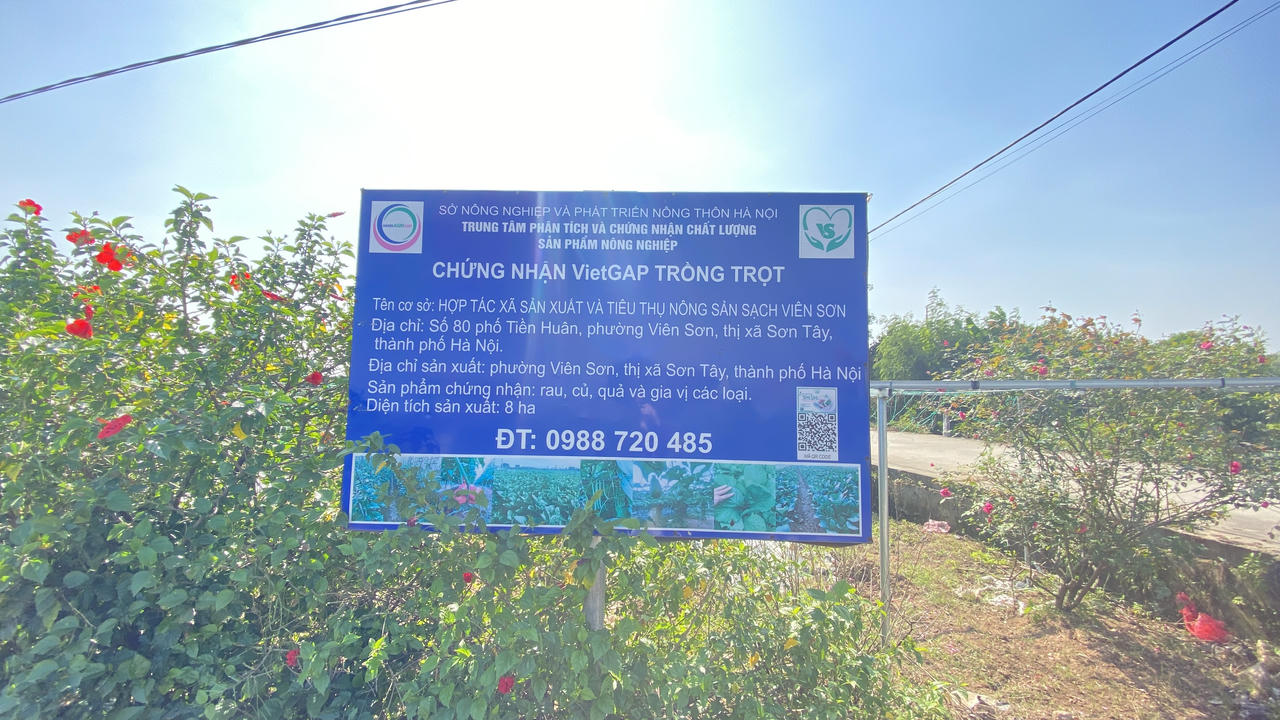 SỞ NÔNG NGHIỆP VÀ PHÁT TRIỂN NÔNG THÔN HÀ NỘI
TRUNG TÂM PHÂN TÍCH VÀ CHỨNG NHẬN CHẤT LƯỢNG
SẢN PHẨM NÔNG NGHIỆP
VS
CHỨNG NHẬN VietGAP TRỒNG TRỌT
Tên cơ sở: HỢP TÁC XÃ SẢN XUẤT VÀ TIÊU THỤ NÔNG SẢN SẠCH VIÊN SƠN
Địa chỉ: Số 80 phố Tiền Huân, phường Viên Sơn, thị xã Sơn Tây,
thành phố Hà Nội.
Địa chỉ sản xuất: phường Viên Sơn, thị xã Sơn Tây, thành phố Hà Nội
Sản phẩm chứng nhận: rau, củ, quả và gia vị các loại.
Diện tích sản xuất: 8 ha
ĐT: 0988 720 485
MÃ QR CODE